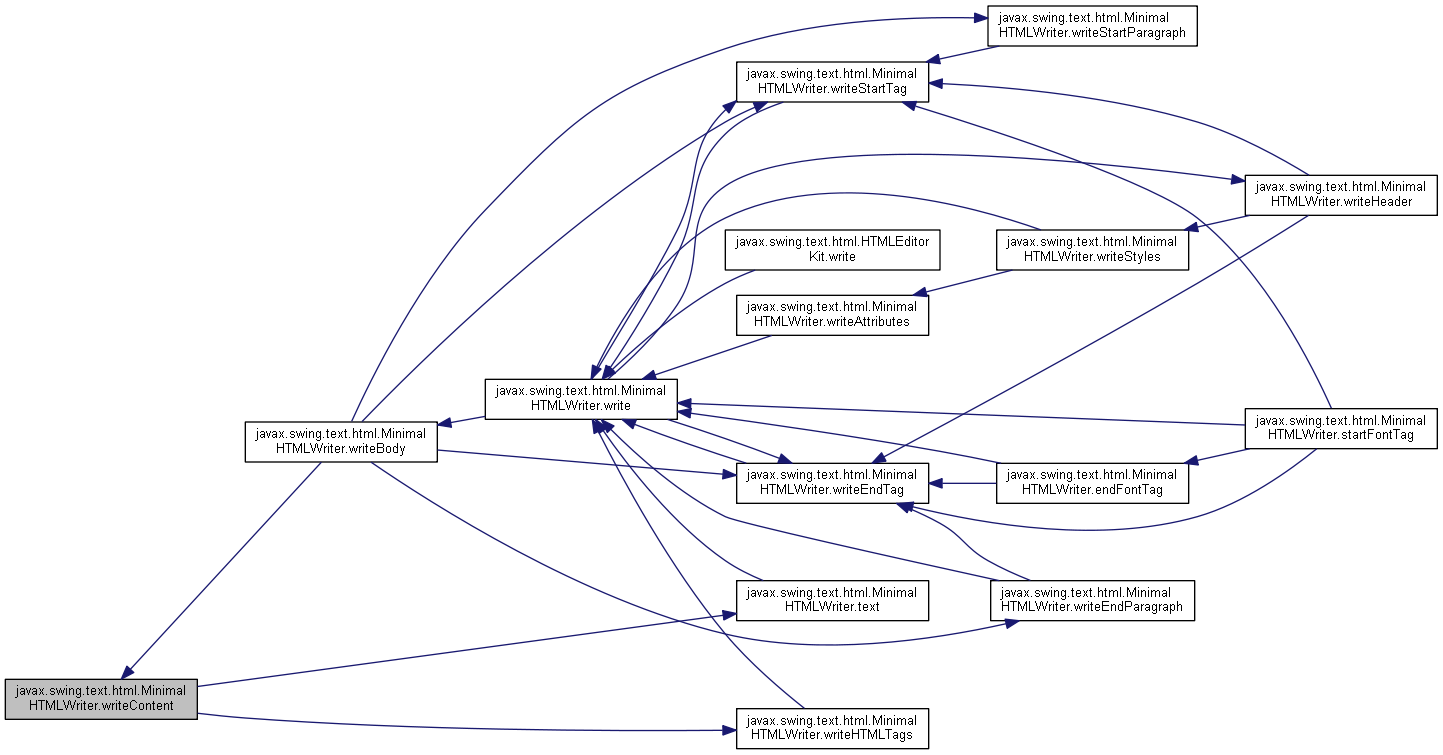 javax.swing.text.html.Minimal
HTMLWriter.writeStartParagraph
javax.swing.text.html.Minimal
HTMLWriter.writeStartTag
javax.swing.text.html.Minimal
HTMLWriter.writeHeader
javax.swing.text.html.HTMLEditor
Kit.write
javax.swing.text.html.Minimal
HTMLWriter.writeStyles
javax.swing.text.html.Minimal
HTMLWriter.writeAttributes
javax.swing.text.html.Minimal
HTMLWriter.write
javax.swing.text.html.Minimal
HTMLWriter.startFontTag
javax.swing.text.html.Minimal
HTMLWriter.writeBody
javax.swing.text.html.Minimal
HTMLWriter.writeEndTag
javax.swing.text.html.Minimal
HTMLWriter.endFontTag
javax.swing.text.html.Minimal
HTMLWriter.text
javax.swing.text.html.Minimal
HTMLWriter.writeEndParagraph
javax.swing.text.html.Minimal
HTMLWriter.writeContent
javax.swing.text.html.Minimal
HTMLWriter.writeHTMLTags